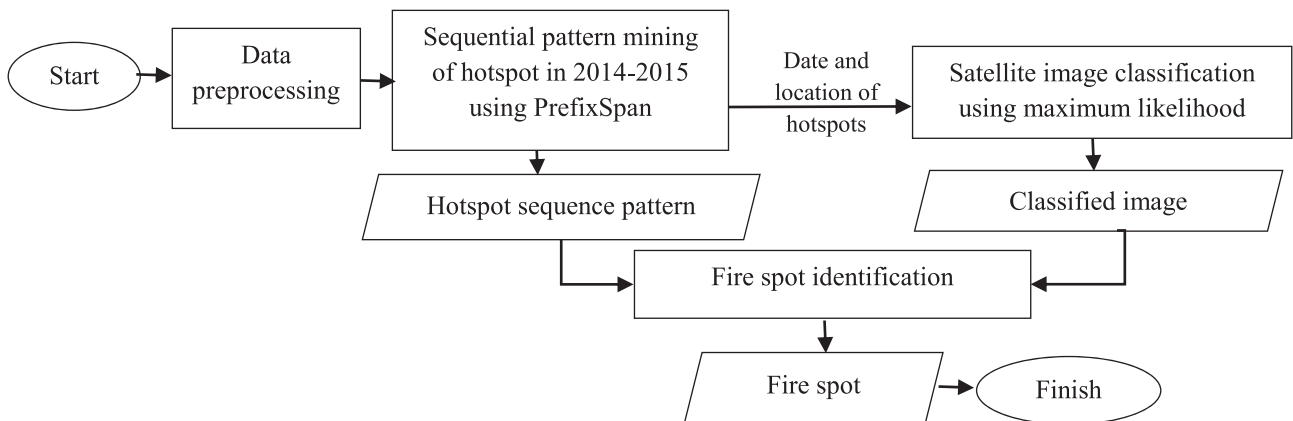 Start
Data
preprocessing
Sequential pattern mining
of hotspot in 2014-2015
using PrefixSpan
Date and
location of
hotspots
Satellite image classification
using maximum likelihood
Hotspot sequence pattern
Classified image
Fire spot identification
Fire spot
Finish